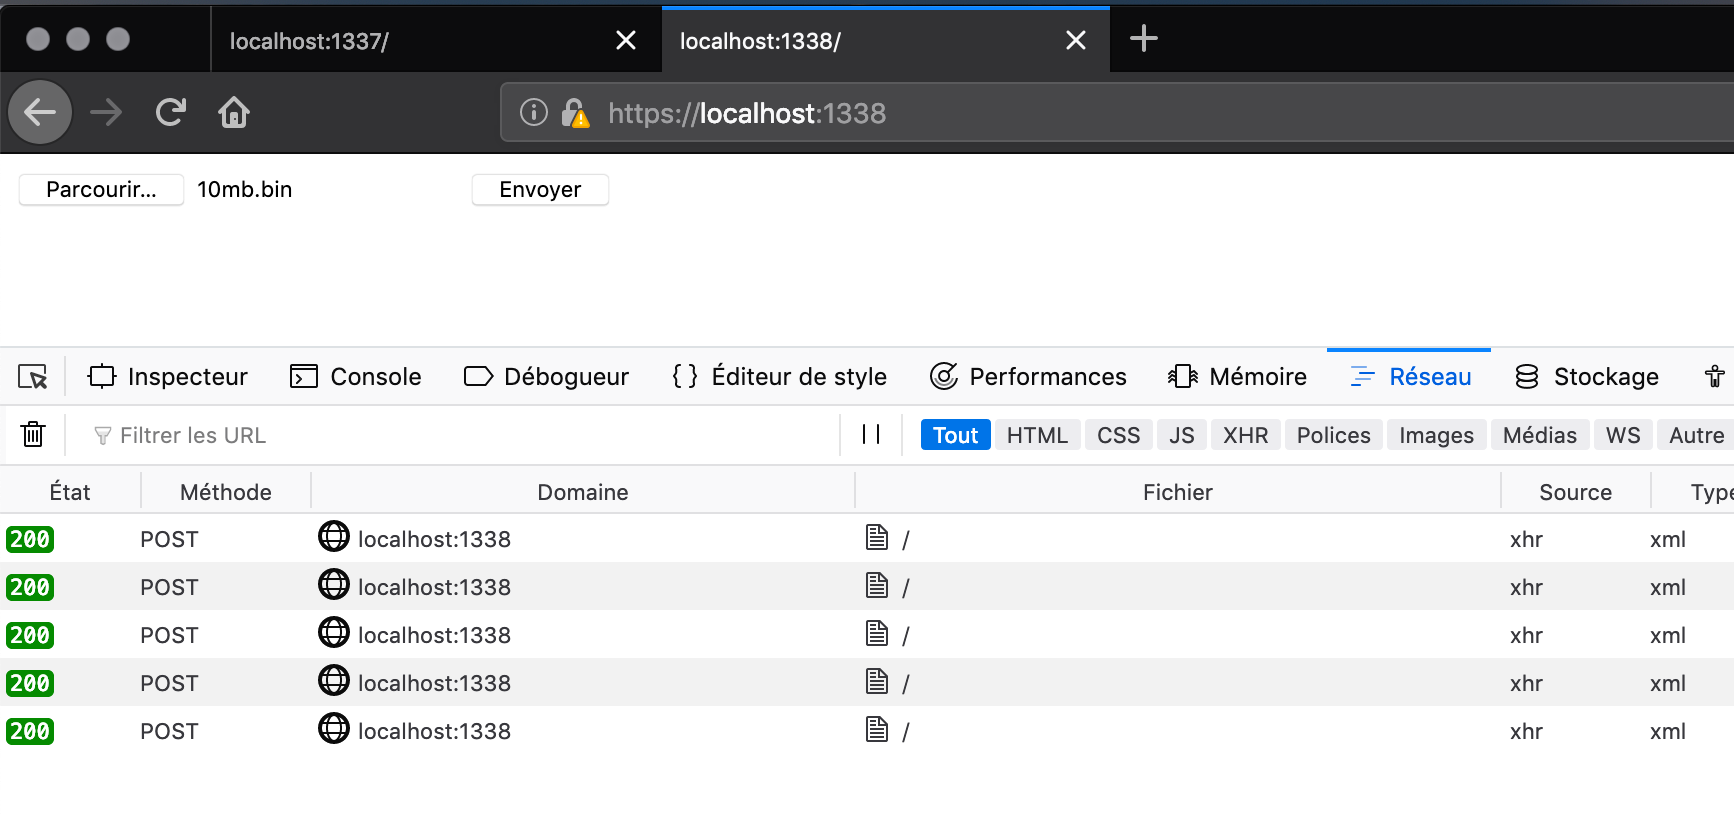 localhost:1337/ localhost:1338/
https://localhost:1338
Parcourir... 10mb.bin Envoyer
Inspecteur Console Débogueur {} Éditeur de style Performances Mémoire Réseau Stockage
Filtrer les URL Tout HTML CSS JS XHR Polices Images Médias WS Autre
État Méthode Domaine Fichier Source Type
200 POST localhost:1338 / xhr xml
200 POST localhost:1338 / xhr xml
200 POST localhost:1338 / xhr xml
200 POST localhost:1338 / xhr xml
200 POST localhost:1338 / xhr xml